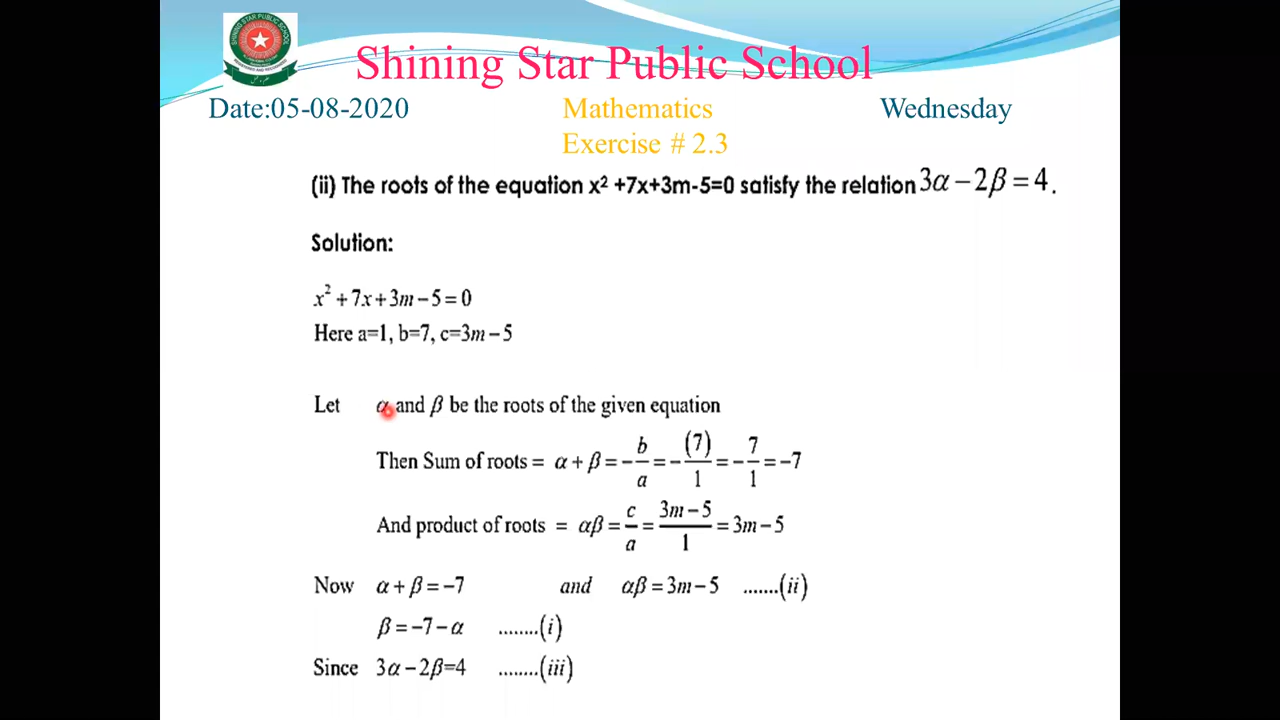 SHINING STAR PUBLIC SCHOOL
Shining Star Public School
Date:05-08-2020 Mathematics Wednesday
Exercise # 2.3
(ii) The roots of the equation x² +7x+3m-5=0 satisfy the relation 3α − 2β = 4.
Solution:
x² + 7x + 3m − 5 = 0
Here a=1, b=7, c=3m − 5
Let α and β be the roots of the given equation
Then Sum of roots = α + β = −b/a = −(7)/1 = −7/1 = −7
And product of roots = αβ = c/a = (3m − 5)/1 = 3m − 5
Now α + β = −7 and αβ = 3m − 5 .......(ii)
β = −7 − α ........(i)
Since 3α − 2β=4 ........(iii)